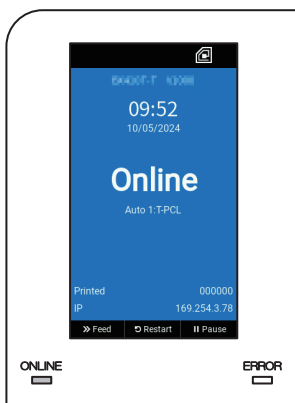 09:52
10/05/2024
Online
Auto 1:T-PCL
Printed 000000
IP 169.254.3.78
Feed Restart Pause
ONLINE ERROR